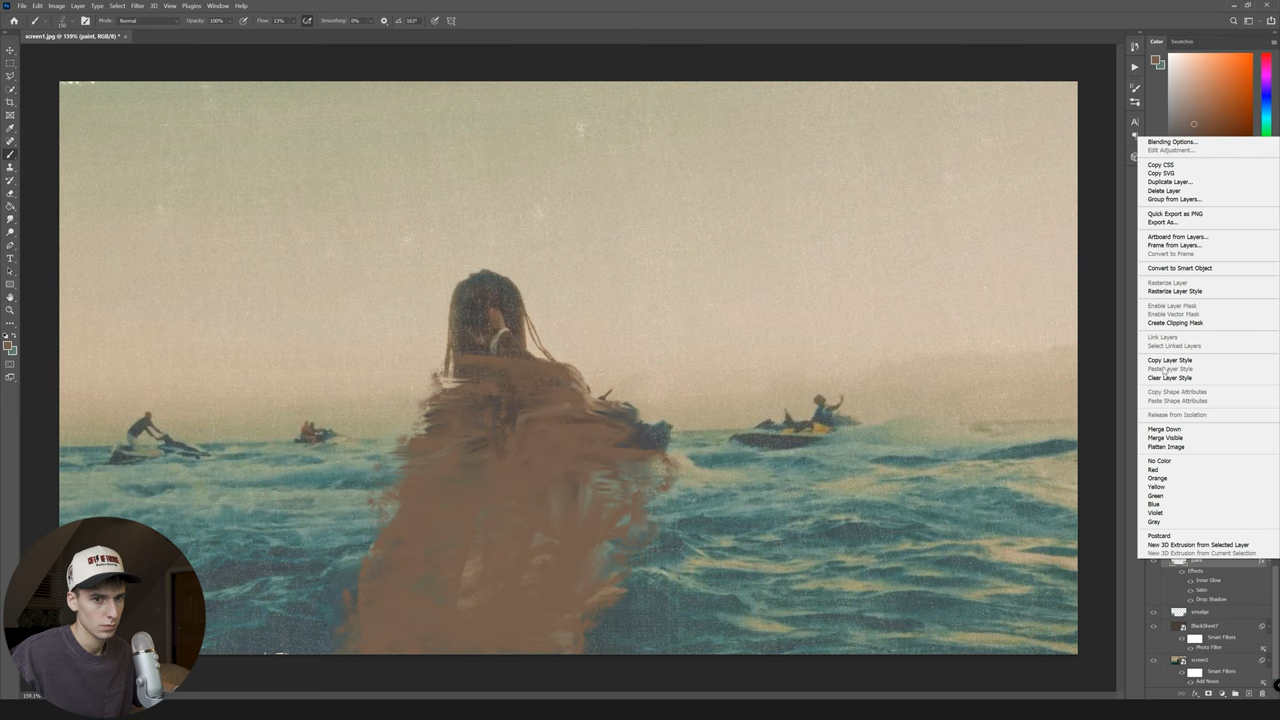 File Edit Image Layer Type Select Filter 3D View Plugins Window Help
150 Mode: Normal Opacity: 100% Flow: 13% Smoothing: 0% 163°
screen1.jpg @ 159% (paint, RGB/8) * ×
Color Swatches
Blending Options...
Edit Adjustment...
Copy CSS
Copy SVG
Duplicate Layer...
Delete Layer
Group from Layers...
Quick Export as PNG
Export As...
Artboard from Layers...
Frame from Layers...
Convert to Frame
Convert to Smart Object
Rasterize Layer
Rasterize Layer Style
Enable Layer Mask
Enable Vector Mask
Create Clipping Mask
Link Layers
Select Linked Layers
Copy Layer Style
Paste Layer Style
Clear Layer Style
Copy Shape Attributes
Paste Shape Attributes
Release from Isolation
Merge Down
Merge Visible
Flatten Image
No Color
Red
Orange
Yellow
Green
Blue
Violet
Gray
Postcard
New 3D Extrusion from Selected Layer
New 3D Extrusion from Current Selection
paint fx
Effects
Inner Glow
Satin
Drop Shadow
smudge
BlackSheet7
Smart Filters
Photo Filter
screen1
Smart Filters
Add Noise
159.1%